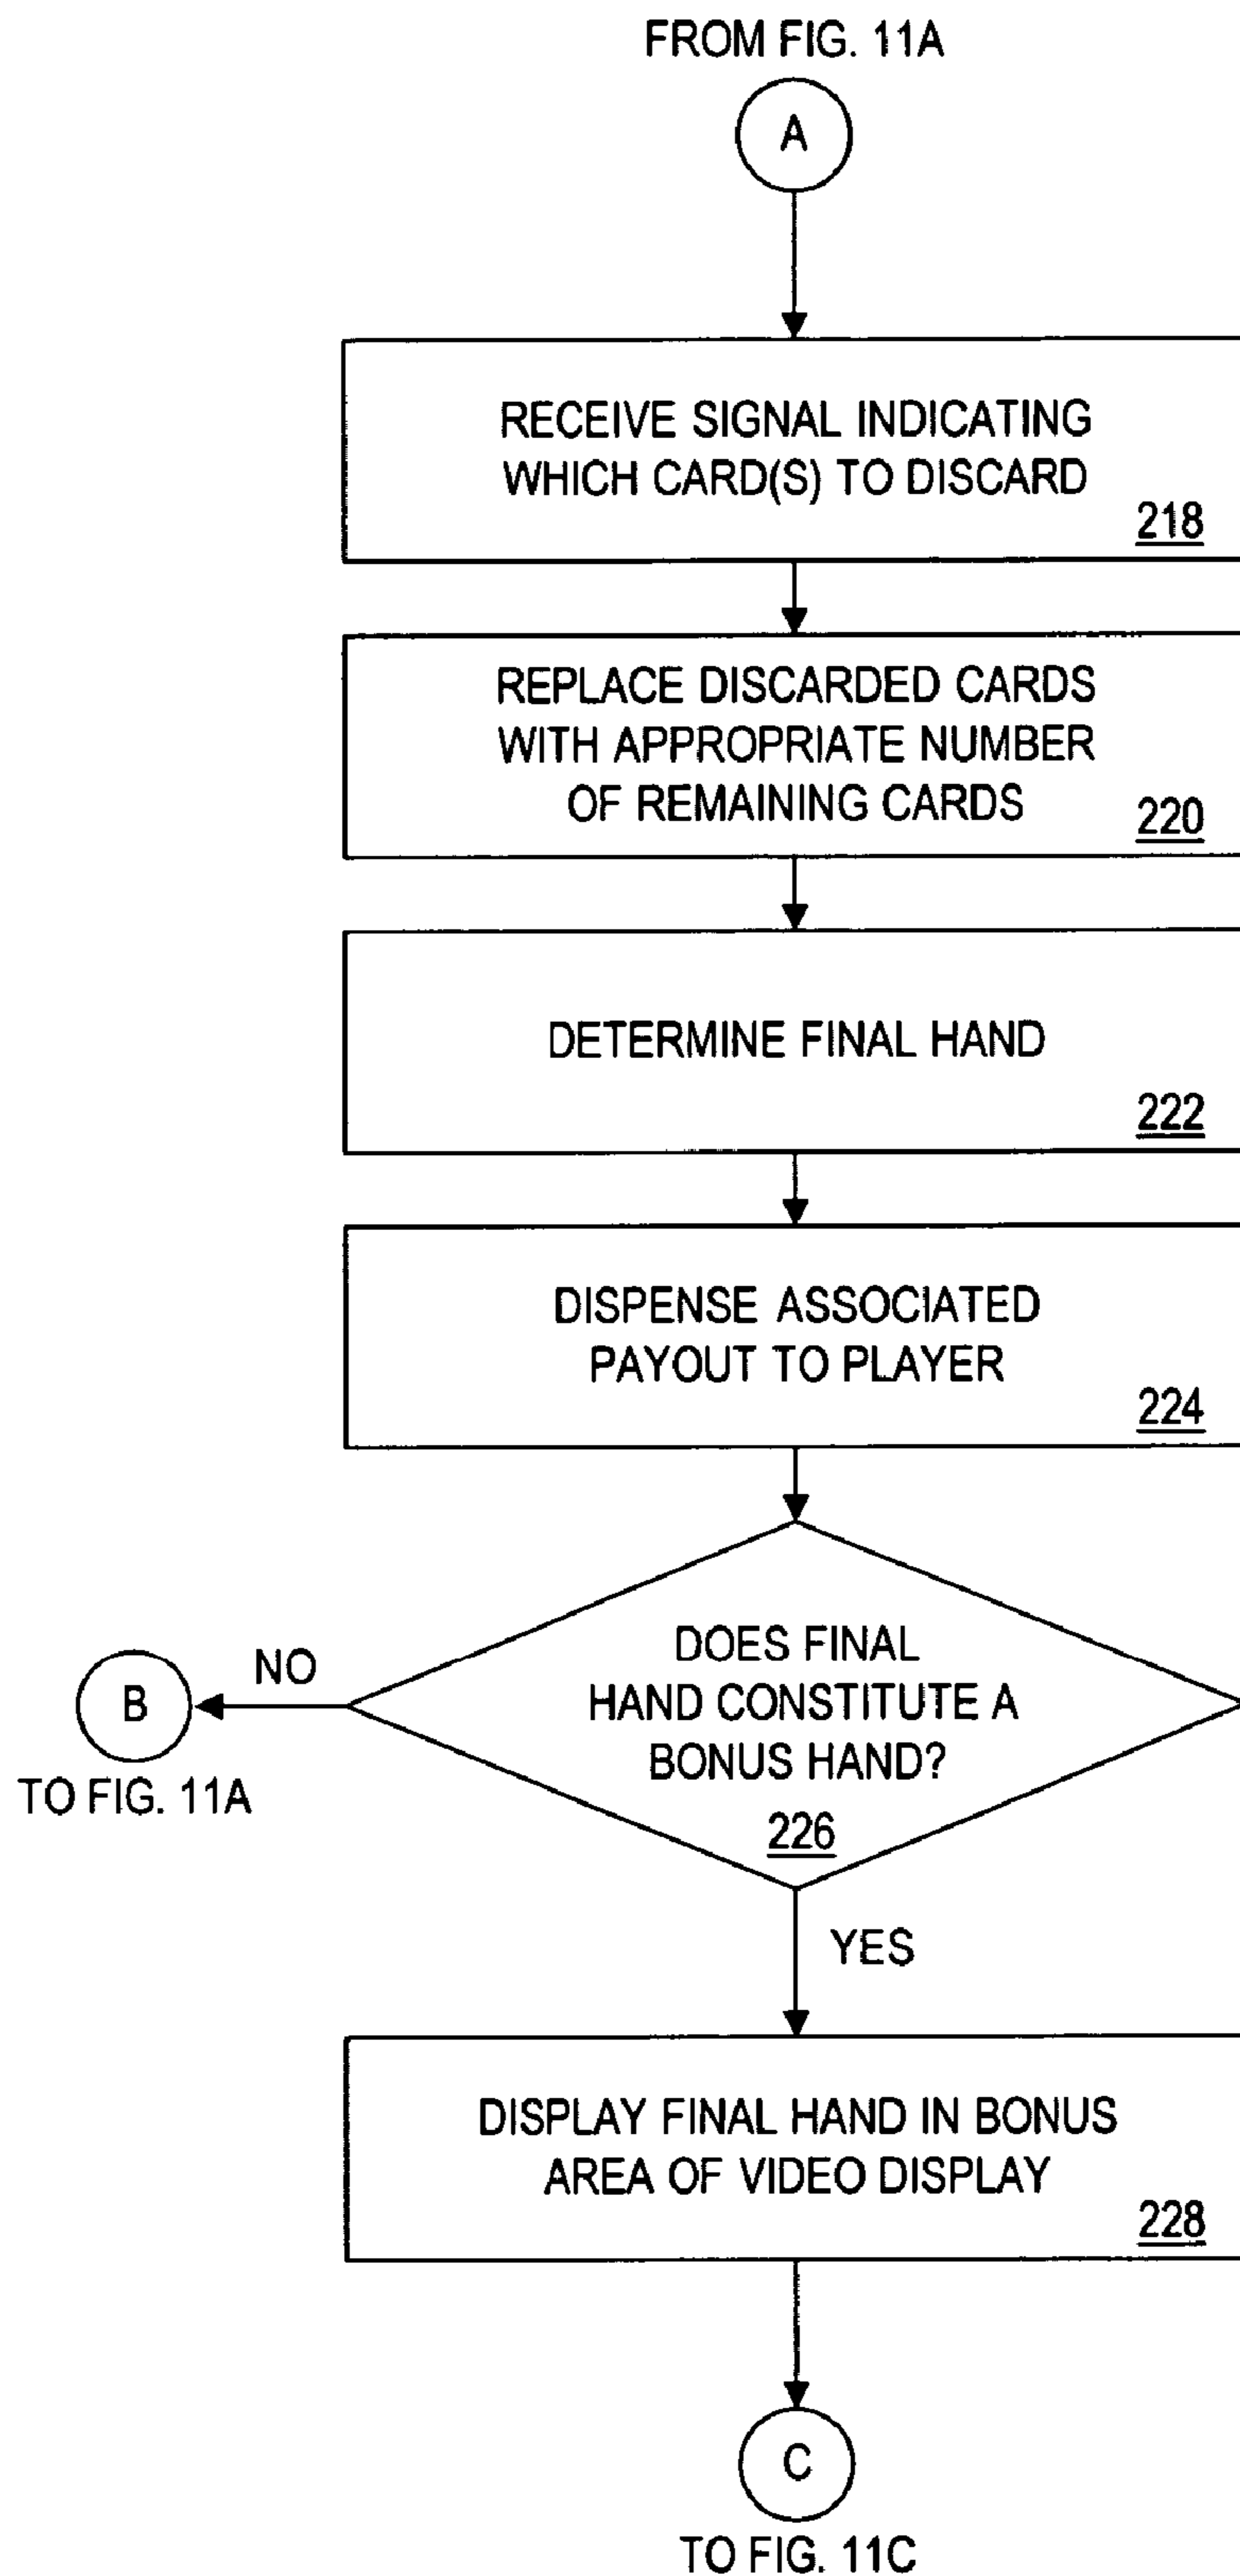 FROM FIG. 11A
A
RECEIVE SIGNAL INDICATING
WHICH CARD(S) TO DISCARD
218
REPLACE DISCARDED CARDS
WITH APPROPRIATE NUMBER
OF REMAINING CARDS
220
DETERMINE FINAL HAND
222
DISPENSE ASSOCIATED
PAYOUT TO PLAYER
224
DOES FINAL
HAND CONSTITUTE A
BONUS HAND?
226
NO
B
TO FIG. 11A
YES
DISPLAY FINAL HAND IN BONUS
AREA OF VIDEO DISPLAY
228
C
TO FIG. 11C